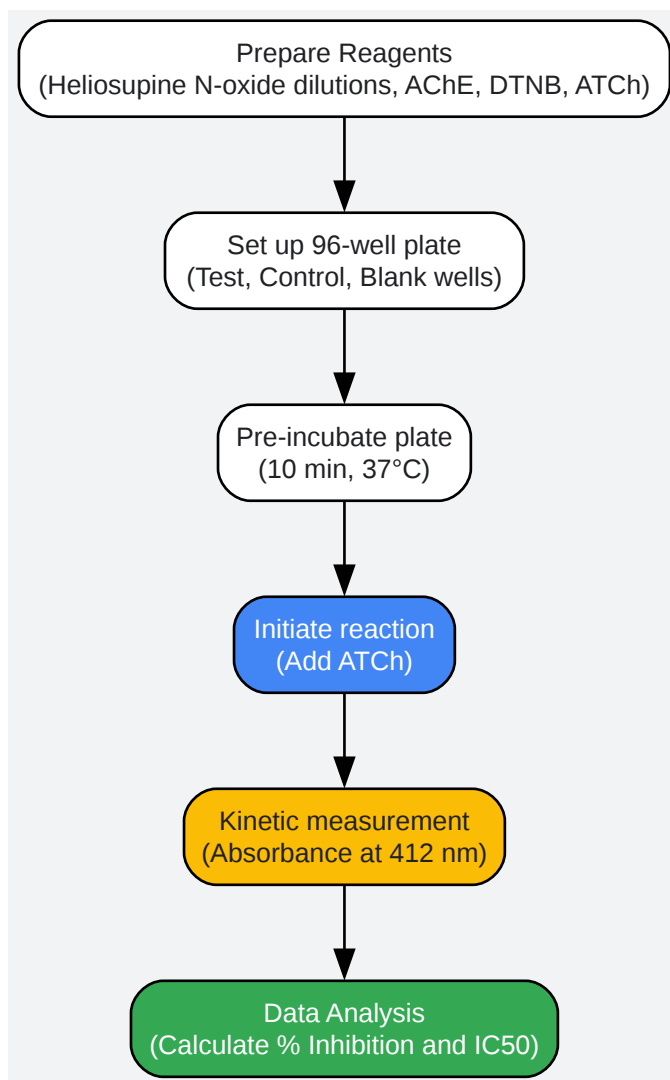 Prepare Reagents
(Heliosupine N-oxide dilutions, AChE, DTNB, ATCh)
Set up 96-well plate
(Test, Control, Blank wells)
Pre-incubate plate
(10 min, 37°C)
Initiate reaction
(Add ATCh)
Kinetic measurement
(Absorbance at 412 nm)
Data Analysis
(Calculate % Inhibition and IC50)